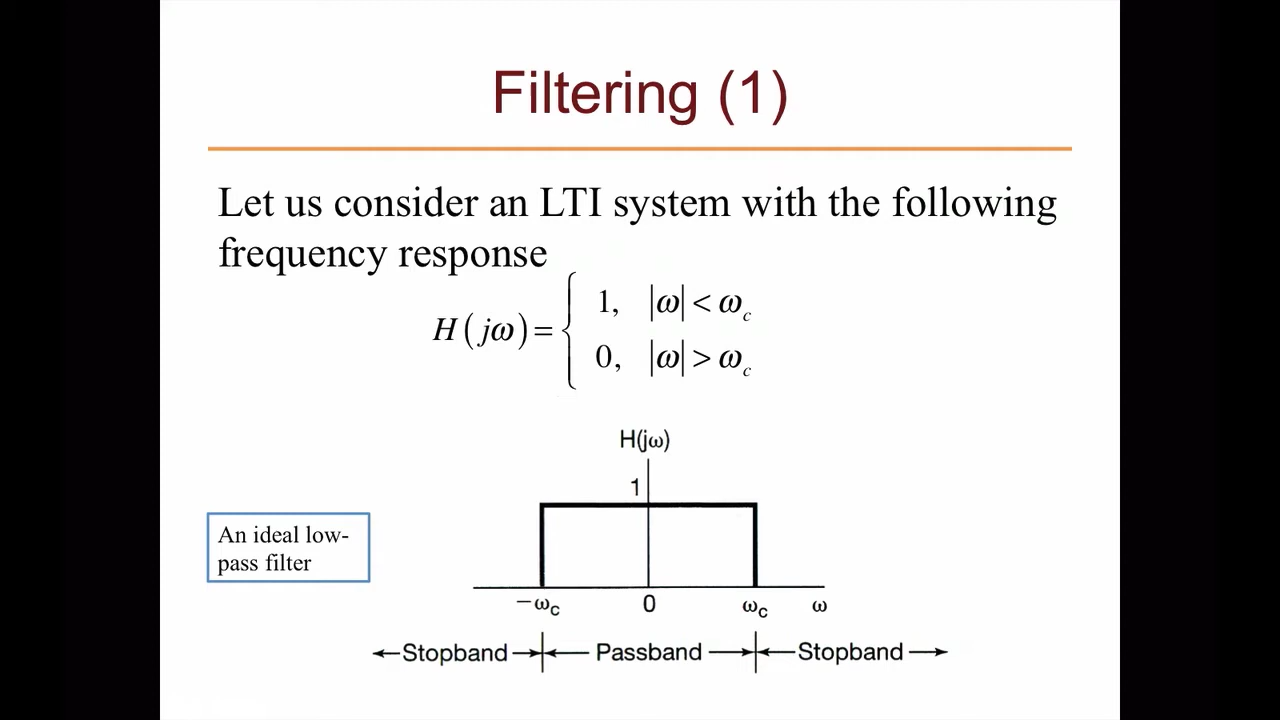 Filtering (1)
Let us consider an LTI system with the following
frequency response
H(jω) = { 1, |ω| < ω_c
0, |ω| > ω_c
H(jω)
1
An ideal low-
pass filter
−ω_c 0 ω_c ω
Stopband Passband Stopband